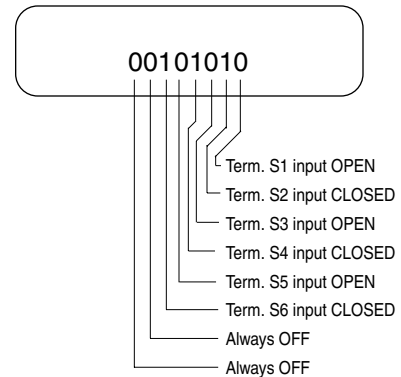 00101010
Term. S1 input OPEN
Term. S2 input CLOSED
Term. S3 input OPEN
Term. S4 input CLOSED
Term. S5 input OPEN
Term. S6 input CLOSED
Always OFF
Always OFF